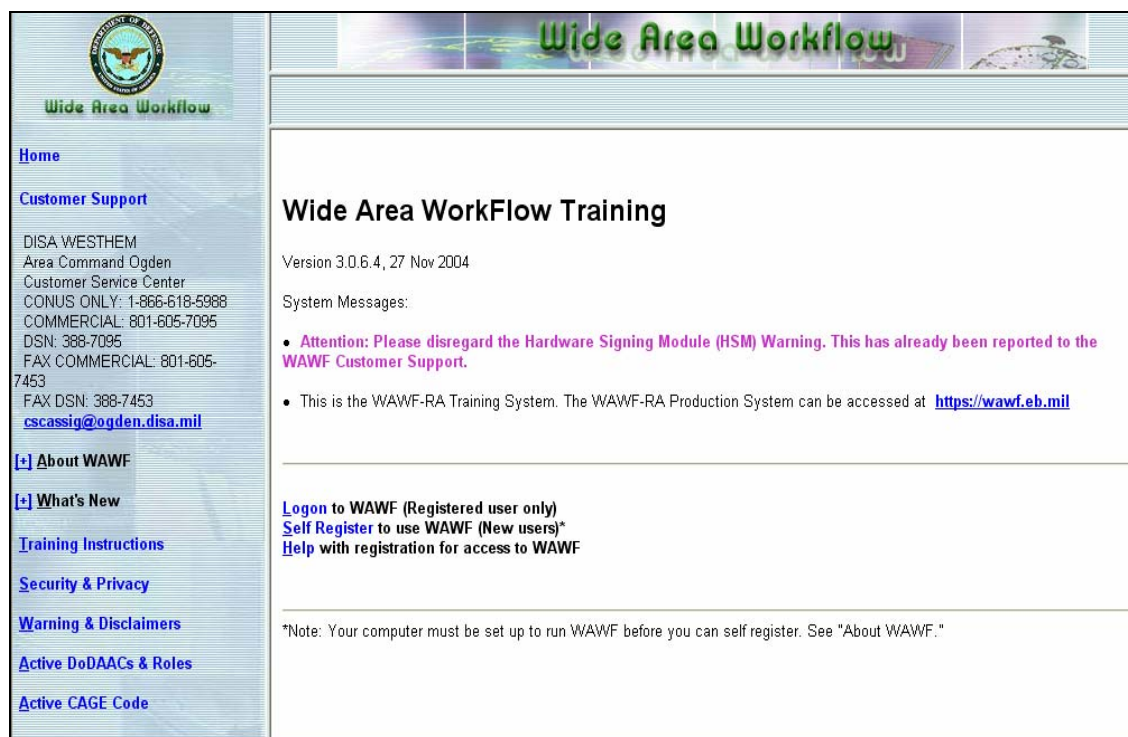 DEPARTMENT OF DEFENSE
UNITED STATES OF AMERICA
Wide Area Workflow
Wide Area Workflow
Home
Customer Support
DISA WESTHEM
Area Command Ogden
Customer Service Center
CONUS ONLY: 1-866-618-5988
COMMERCIAL: 801-605-7095
DSN: 388-7095
FAX COMMERCIAL: 801-605-
7453
FAX DSN: 388-7453
cscassig@ogden.disa.mil
[+] About WAWF
[+] What's New
Training Instructions
Security & Privacy
Warning & Disclaimers
Active DoDAACs & Roles
Active CAGE Code
Wide Area WorkFlow Training
Version 3.0.6.4, 27 Nov 2004
System Messages:
• Attention: Please disregard the Hardware Signing Module (HSM) Warning. This has already been reported to the
WAWF Customer Support.
• This is the WAWF-RA Training System. The WAWF-RA Production System can be accessed at https://wawf.eb.mil
Logon to WAWF (Registered user only)
Self Register to use WAWF (New users)*
Help with registration for access to WAWF
*Note: Your computer must be set up to run WAWF before you can self register. See "About WAWF."